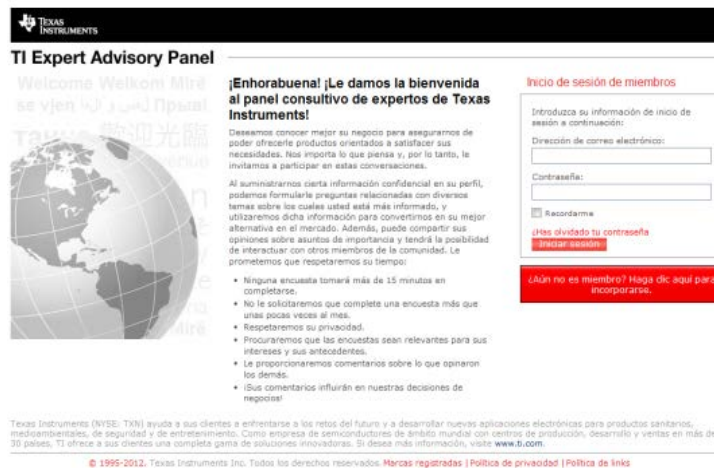 TEXAS
INSTRUMENTS
TI Expert Advisory Panel
Welcome Welkom Mirë
se vjen
歡迎光臨
¡Enhorabuena! ¡Le damos la bienvenida
al panel consultivo de expertos de Texas
Instruments!
Deseamos conocer mejor su negocio para asegurarnos de
poder ofrecerle productos orientados a satisfacer sus
necesidades. Nos importa lo que piensa y, por lo tanto, le
invitamos a participar en estas conversaciones.
Al suministrarnos cierta información confidencial en su perfil,
podemos formularle preguntas relacionadas con diversos
temas sobre los cuales usted está más informado, y
utilizaremos dicha información para convertirnos en su mejor
alternativa en el mercado. Además, puede compartir sus
opiniones sobre asuntos de importancia y tendrá la posibilidad
de interactuar con otros miembros de la comunidad. Le
prometemos que respetaremos su tiempo:
• Ninguna encuesta tomará más de 15 minutos en
completarse.
• No le solicitaremos que complete una encuesta más que
unas pocas veces al mes.
• Respetaremos su privacidad.
• Procuraremos que las encuestas sean relevantes para sus
intereses y sus antecedentes.
• Le proporcionaremos comentarios sobre lo que opinaron
los demás.
• ¡Sus comentarios influirán en nuestras decisiones de
negocios!
Inicio de sesión de miembros
Introduzca su información de inicio de
sesión a continuación:
Dirección de correo electrónico:
Contraseña:
Recordarme
¿Has olvidado tu contraseña
Iniciar sesión
¿Aún no es miembro? Haga clic aquí para
incorporarse.
Texas Instruments (NYSE: TXN) ayuda a sus clientes a enfrentarse a los retos del futuro y a desarrollar nuevas aplicaciones electrónicas para productos sanitarios,
medioambientales, de seguridad y de entretenimiento. Como empresa de semiconductores de ámbito mundial con centros de producción, desarrollo y ventas en más de
30 países, TI ofrece a sus clientes una completa gama de soluciones innovadoras. Si desea más información, visite www.ti.com.
© 1995-2012. Texas Instruments Inc. Todos los derechos reservados. Marcas registradas | Política de privacidad | Política de links